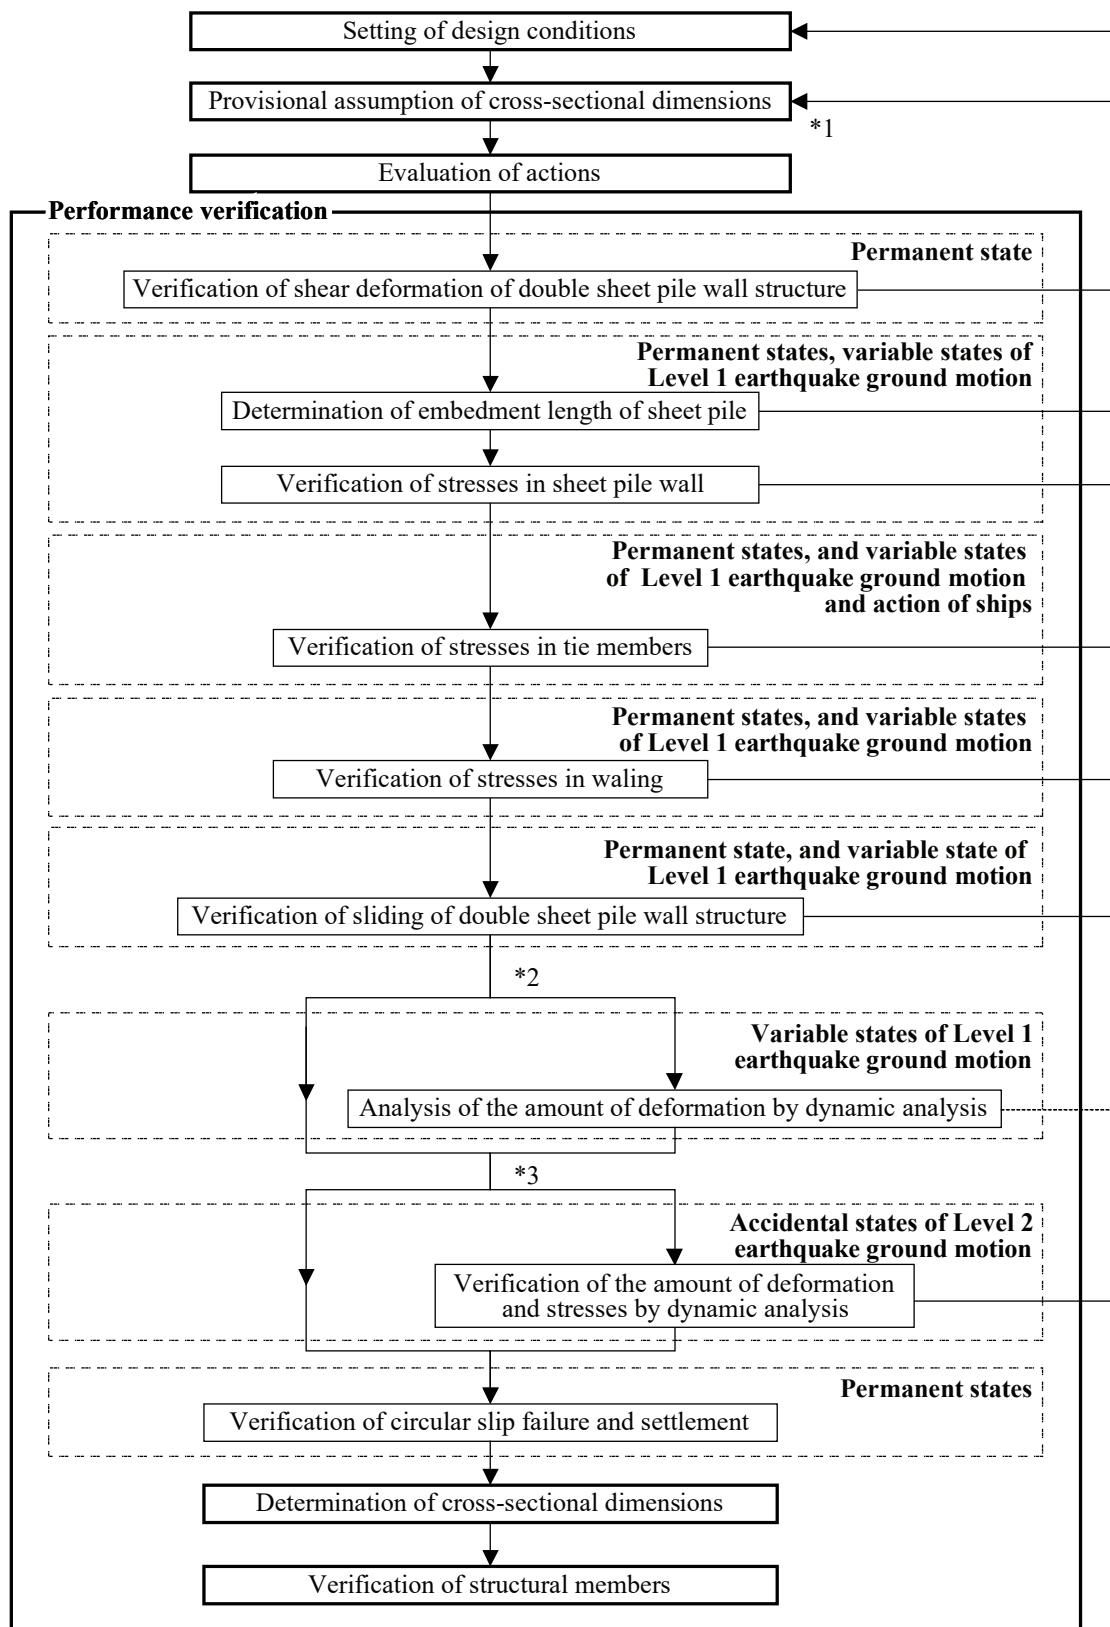 Setting of design conditions
Provisional assumption of cross-sectional dimensions
*1
Evaluation of actions
Performance verification
Permanent state
Verification of shear deformation of double sheet pile wall structure
Permanent states, variable states of
Level 1 earthquake ground motion
Determination of embedment length of sheet pile
Verification of stresses in sheet pile wall
Permanent states, and variable states
of Level 1 earthquake ground motion
and action of ships
Verification of stresses in tie members
Permanent states, and variable states
of Level 1 earthquake ground motion
Verification of stresses in waling
Permanent state, and variable state of
Level 1 earthquake ground motion
Verification of sliding of double sheet pile wall structure
*2
Variable states of Level 1
earthquake ground motion
Analysis of the amount of deformation by dynamic analysis
*3
Accidental states of Level 2
earthquake ground motion
Verification of the amount of deformation
and stresses by dynamic analysis
Permanent states
Verification of circular slip failure and settlement
Determination of cross-sectional dimensions
Verification of structural members